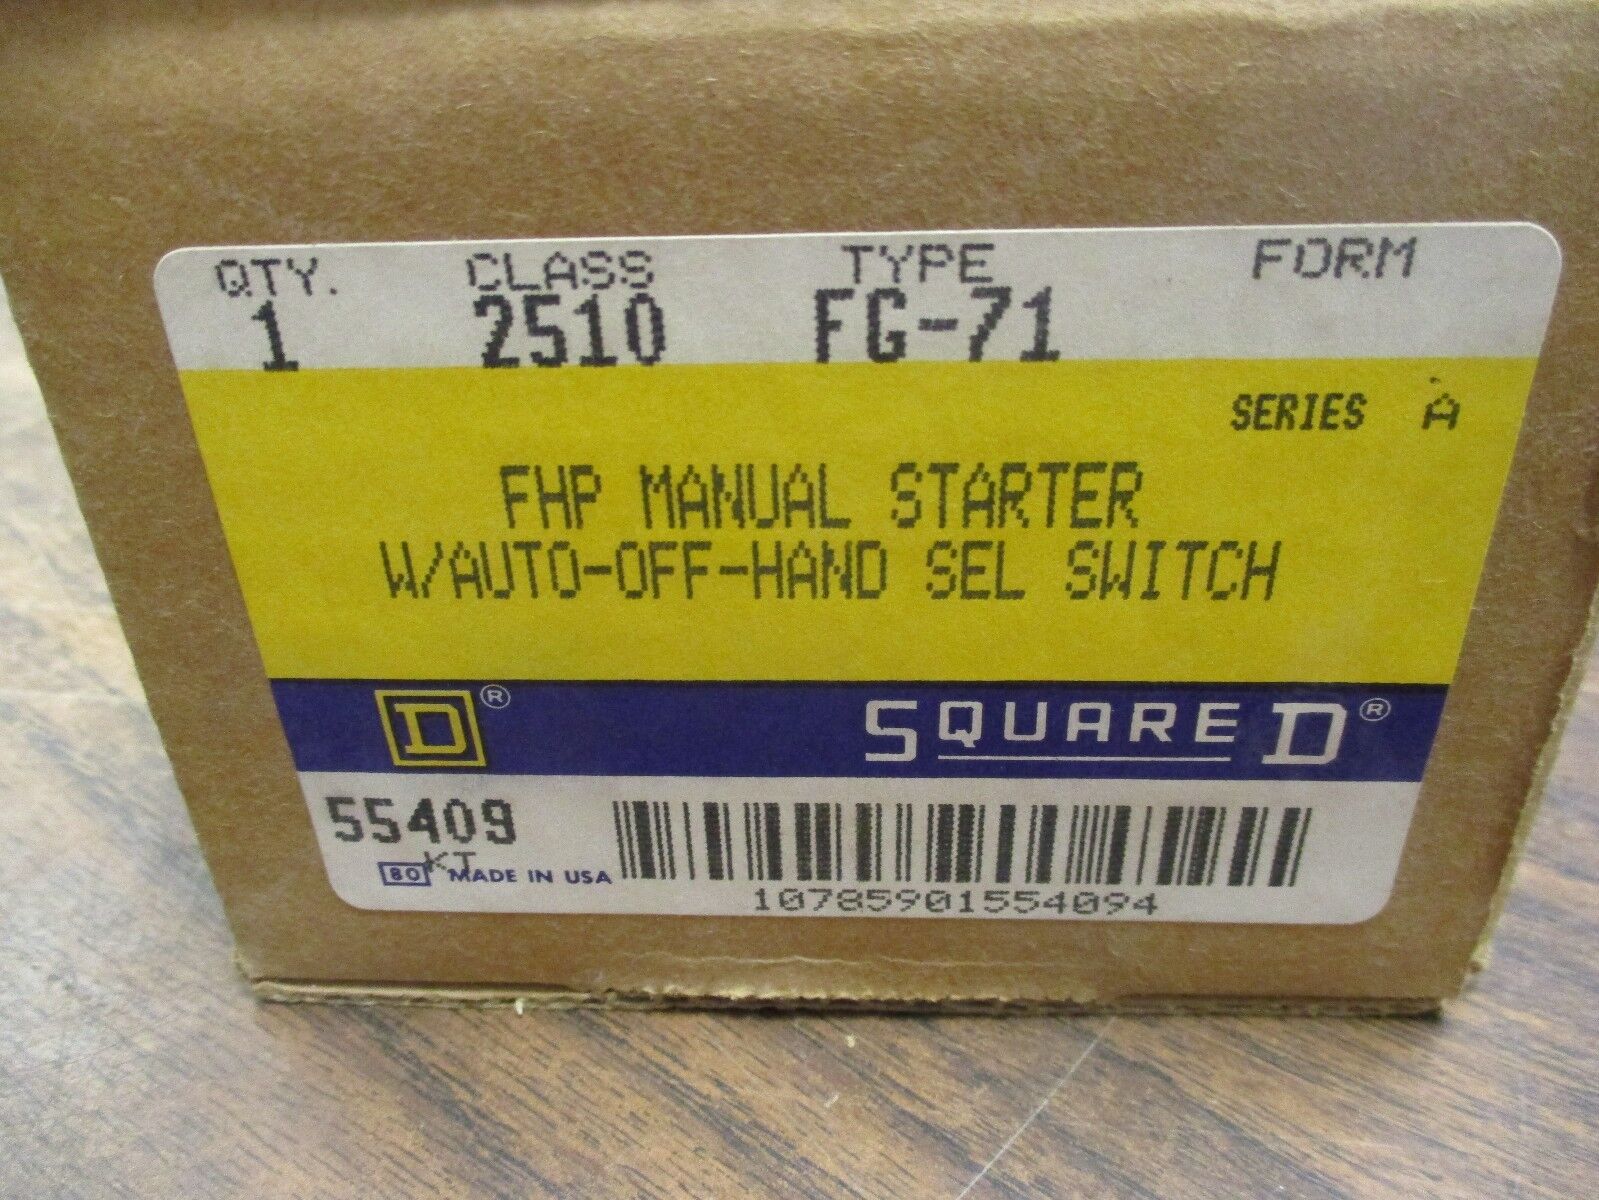 QTY. CLASS TYPE FORM
1 2510 FG-71
SERIES A
FHP MANUAL STARTER
W/AUTO-OFF-HAND SEL SWITCH
D® SQUARE D®
55409
80 KT MADE IN USA
10785901554094